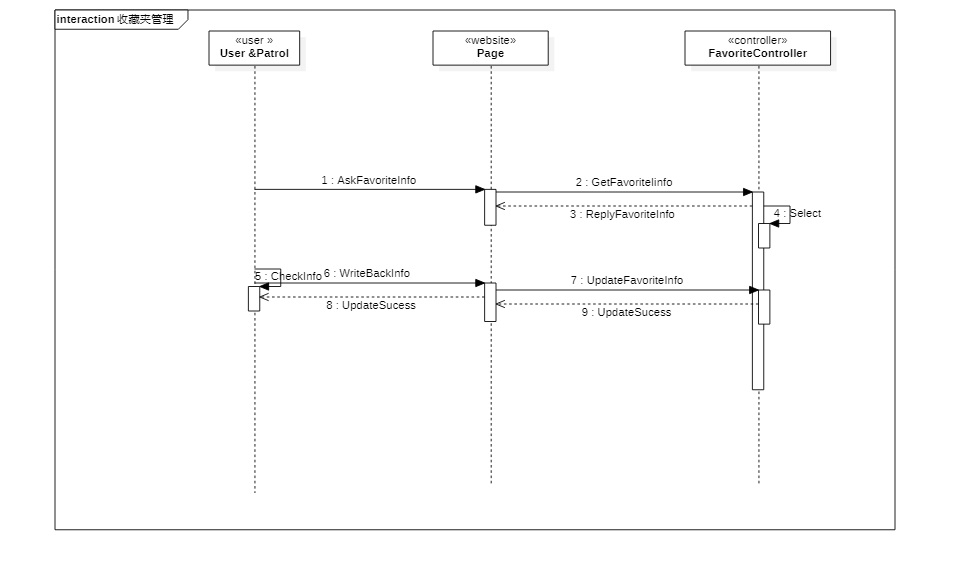 interaction 收藏夹管理
«user »
User &Patrol
«website»
Page
«controller»
FavoriteController
1 : AskFavoriteInfo
2 : GetFavoriteIinfo
3 : ReplyFavoriteInfo
4 : Select
5 : CheckInfo
6 : WriteBackInfo
7 : UpdateFavoriteInfo
8 : UpdateSucess
9 : UpdateSucess